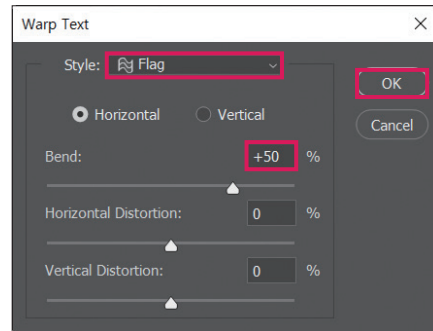 Warp Text
Style: Flag
OK
Horizontal Vertical
Cancel
Bend: +50 %
Horizontal Distortion: 0 %
Vertical Distortion: 0 %